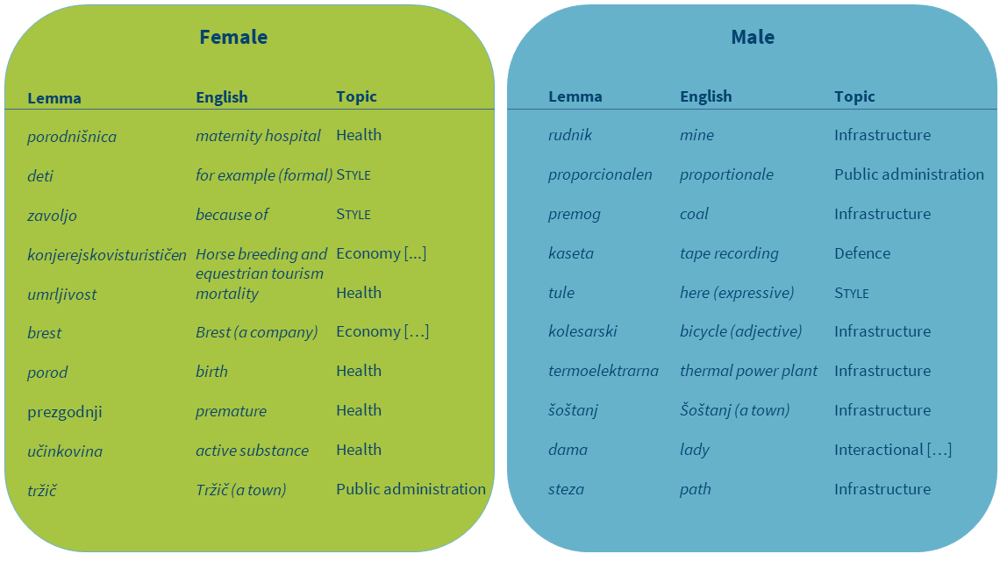 Female
Lemma English Topic
porodnišnica maternity hospital Health
deti for example (formal) STYLE
zavoljo because of STYLE
konjerejskovisturističen Horse breeding and Economy [...]
equestrian tourism
umrljivost mortality Health
brest Brest (a company) Economy […]
porod birth Health
prezgodnji premature Health
učinkovina active substance Health
tržič Tržič (a town) Public administration
Male
Lemma English Topic
rudnik mine Infrastructure
proporcionalen proportionale Public administration
premog coal Infrastructure
kaseta tape recording Defence
tule here (expressive) STYLE
kolesarski bicycle (adjective) Infrastructure
termoelektrarna thermal power plant Infrastructure
šoštanj Šoštanj (a town) Infrastructure
dama lady Interactional […]
steza path Infrastructure